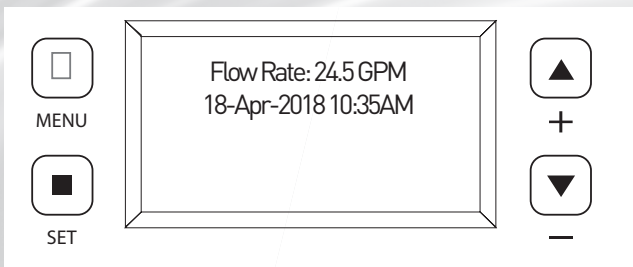 Flow Rate: 24.5 GPM
18-Apr-2018 10:35AM
MENU
+
SET
—